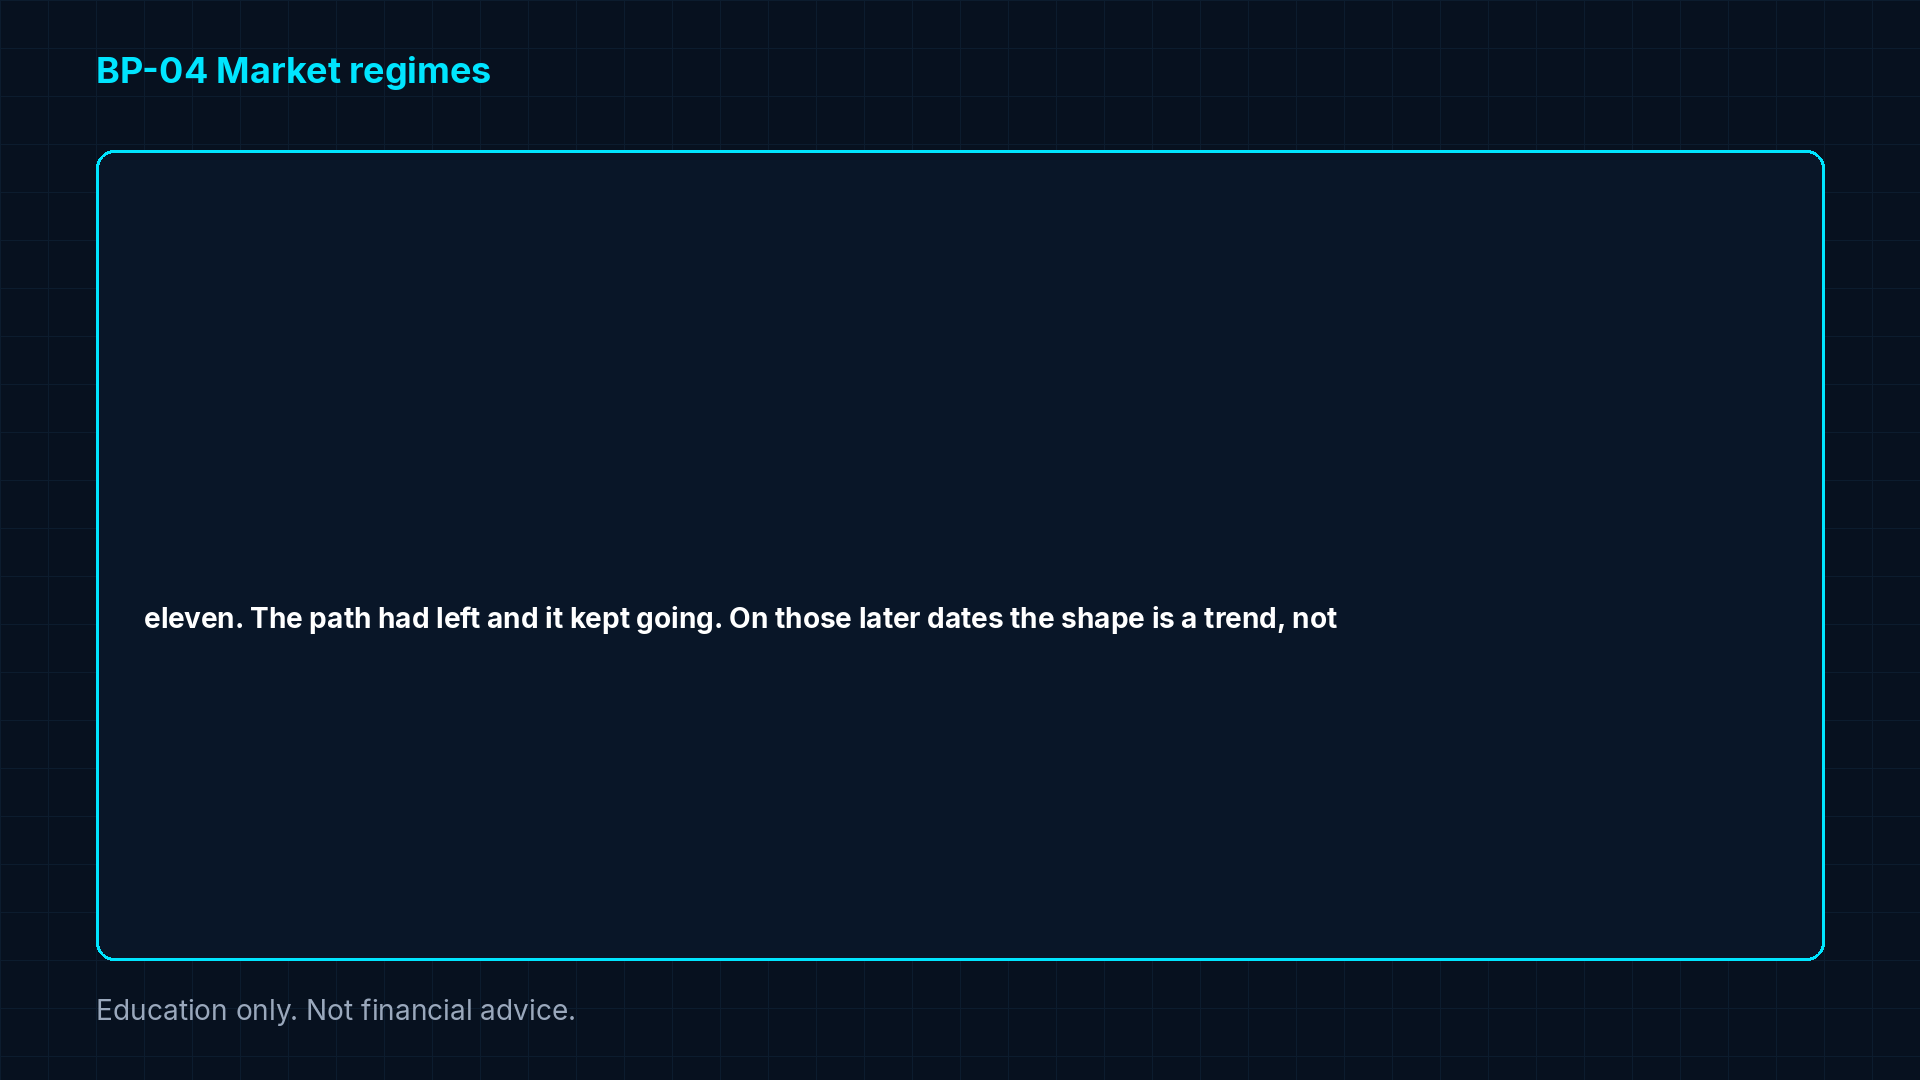 BP-04 Market regimes
eleven. The path had left and it kept going. On those later dates the shape is a trend, not
Education only. Not financial advice.